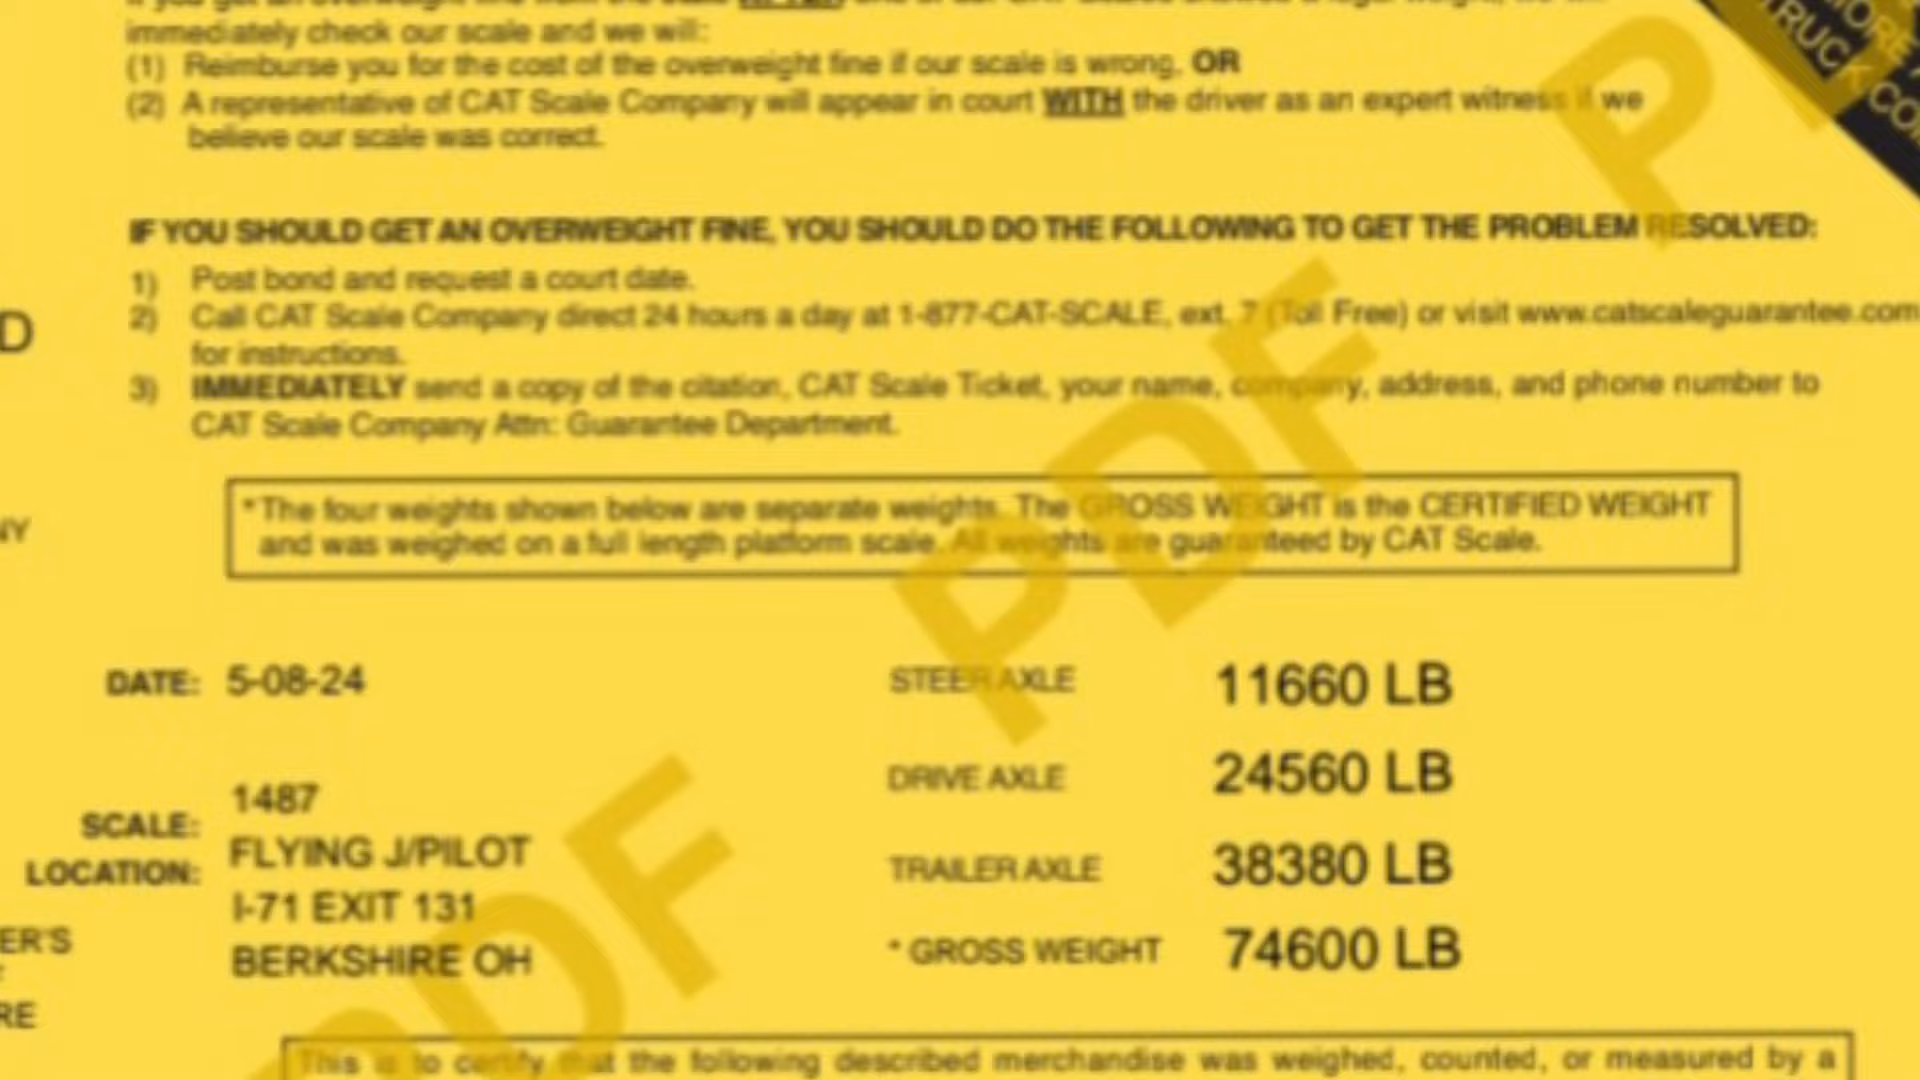 immediately check our scale and we will:
(1) Reimburse you for the cost of the overweight fine if our scale is wrong, OR
(2) A representative of CAT Scale Company will appear in court WITH the driver as an expert witness if we
believe our scale was correct.
IF YOU SHOULD GET AN OVERWEIGHT FINE, YOU SHOULD DO THE FOLLOWING TO GET THE PROBLEM RESOLVED:
1) Post bond and request a court date.
2) Call CAT Scale Company direct 24 hours a day at 1-877-CAT-SCALE, ext. 7 (Toll Free) or visit www.catscaleguarantee.com
for instructions.
3) IMMEDIATELY send a copy of the citation, CAT Scale Ticket, your name, company, address, and phone number to
CAT Scale Company Attn: Guarantee Department.
* The four weights shown below are separate weights. The GROSS WEIGHT is the CERTIFIED WEIGHT
and was weighed on a full length platform scale. All weights are guaranteed by CAT Scale.
DATE: 5-08-24
STEER AXLE 11660 LB
DRIVE AXLE 24560 LB
SCALE: 1487
LOCATION: FLYING J/PILOT
I-71 EXIT 131
BERKSHIRE OH
TRAILER AXLE 38380 LB
* GROSS WEIGHT 74600 LB
ER'S
RE
This is to certify that the following described merchandise was weighed, counted, or measured by a
PDF
PDF